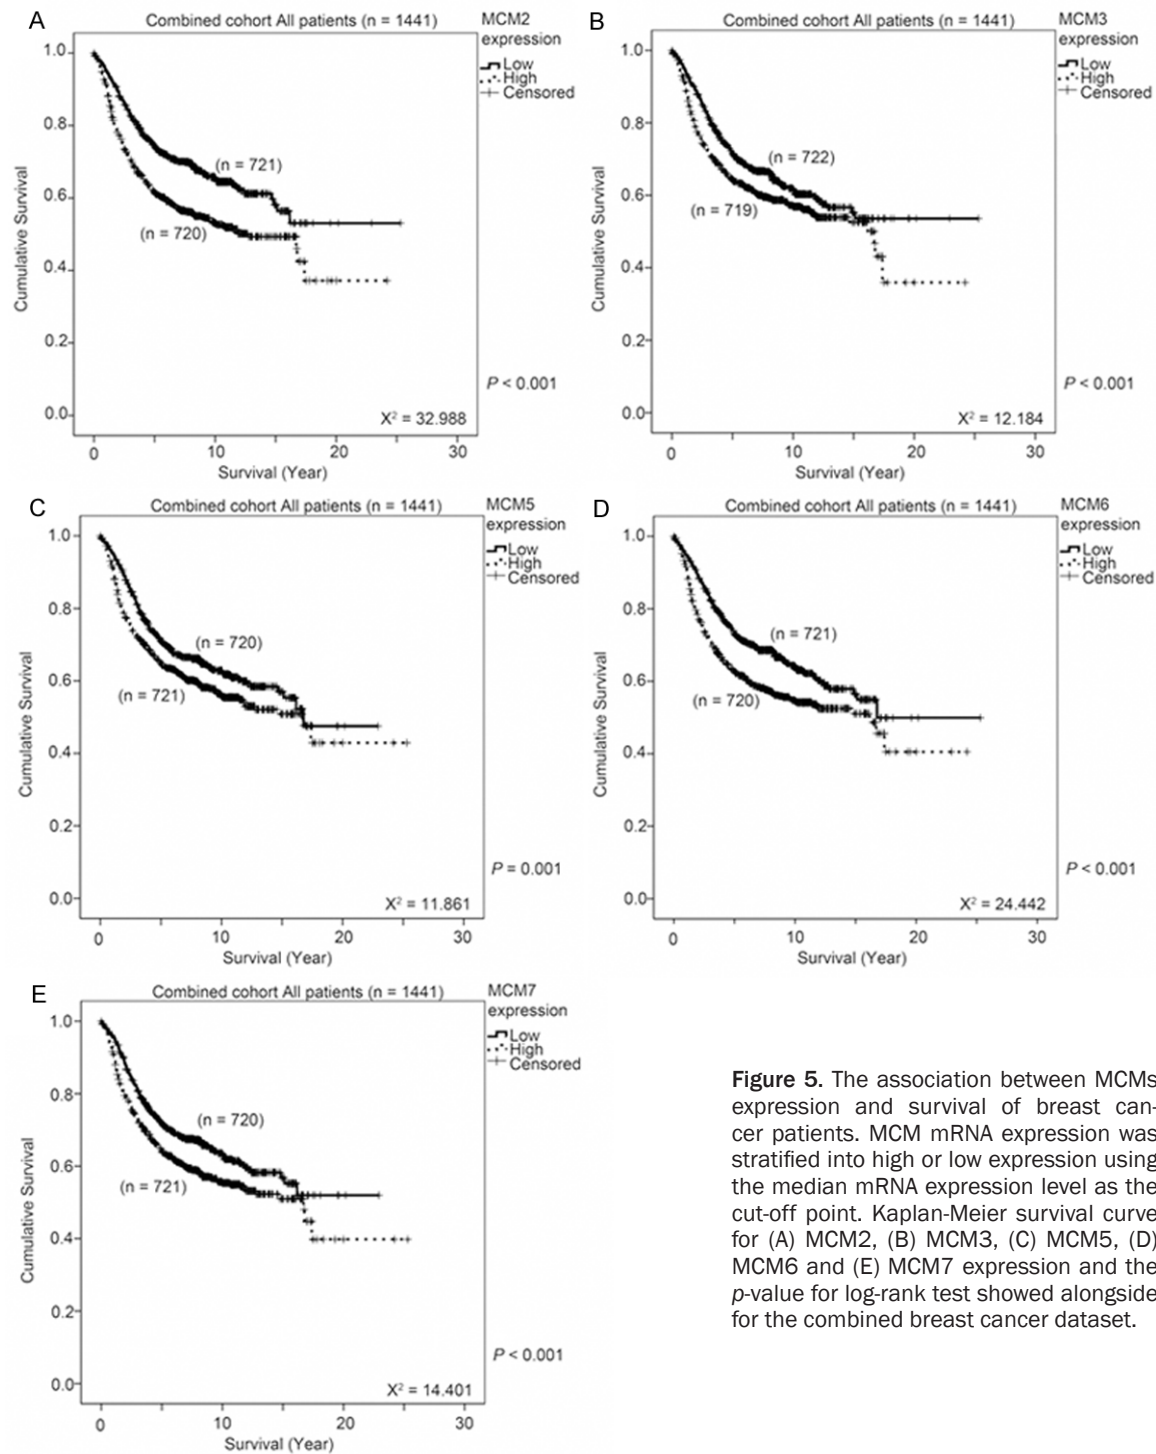 A
Combined cohort All patients (n = 1441)
MCM2
expression
Low
High
Censored
1.0
0.8
0.6
0.4
0.2
0.0
Cumulative Survival
(n = 721)
(n = 720)
P < 0.001
X² = 32.988
0 10 20 30
Survival (Year)
B
Combined cohort All patients (n = 1441)
MCM3
expression
Low
High
Censored
1.0
0.8
0.6
0.4
0.2
0.0
Cumulative Survival
(n = 722)
(n = 719)
P < 0.001
X² = 12.184
0 10 20 30
Survival (Year)
C
Combined cohort All patients (n = 1441)
MCM5
expression
Low
High
Censored
1.0
0.8
0.6
0.4
0.2
0.0
Cumulative Survival
(n = 720)
(n = 721)
P = 0.001
X² = 11.861
0 10 20 30
Survival (Year)
D
Combined cohort All patients (n = 1441)
MCM6
expression
Low
High
Censored
1.0
0.8
0.6
0.4
0.2
0.0
Cumulative Survival
(n = 721)
(n = 720)
P < 0.001
X² = 24.442
0 10 20 30
Survival (Year)
E
Combined cohort All patients (n = 1441)
MCM7
expression
Low
High
Censored
1.0
0.8
0.6
0.4
0.2
0.0
Cumulative Survival
(n = 720)
(n = 721)
P < 0.001
X² = 14.401
0 10 20 30
Survival (Year)
Figure 5. The association between MCMs
expression and survival of breast can-
cer patients. MCM mRNA expression was
stratified into high or low expression using
the median mRNA expression level as the
cut-off point. Kaplan-Meier survival curve
for (A) MCM2, (B) MCM3, (C) MCM5, (D)
MCM6 and (E) MCM7 expression and the
p-value for log-rank test showed alongside
for the combined breast cancer dataset.